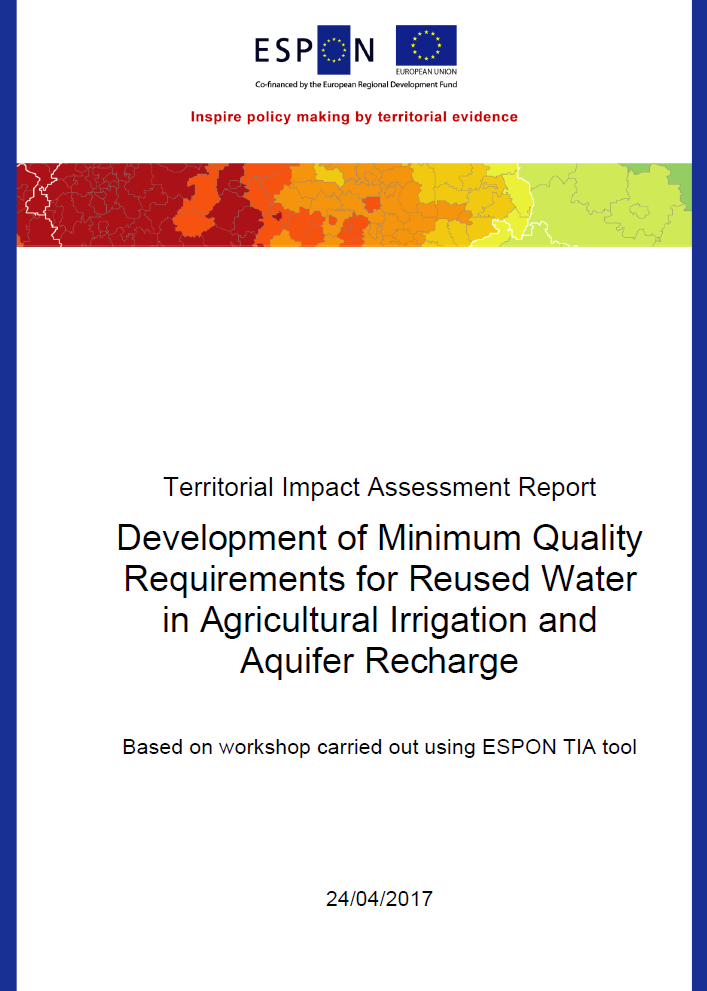 ESPON
EUROPEAN UNION
Co-financed by the European Regional Development Fund
Inspire policy making by territorial evidence
Territorial Impact Assessment Report
Development of Minimum Quality
Requirements for Reused Water
in Agricultural Irrigation and
Aquifer Recharge
Based on workshop carried out using ESPON TIA tool
24/04/2017